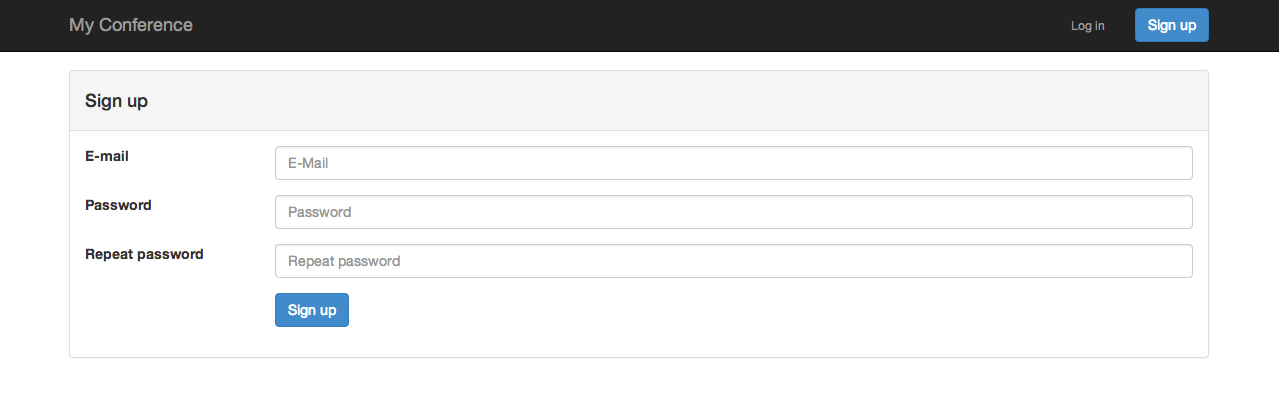 My Conference
Log in
Sign up
Sign up
E-mail
E-Mail
Password
Password
Repeat password
Repeat password
Sign up